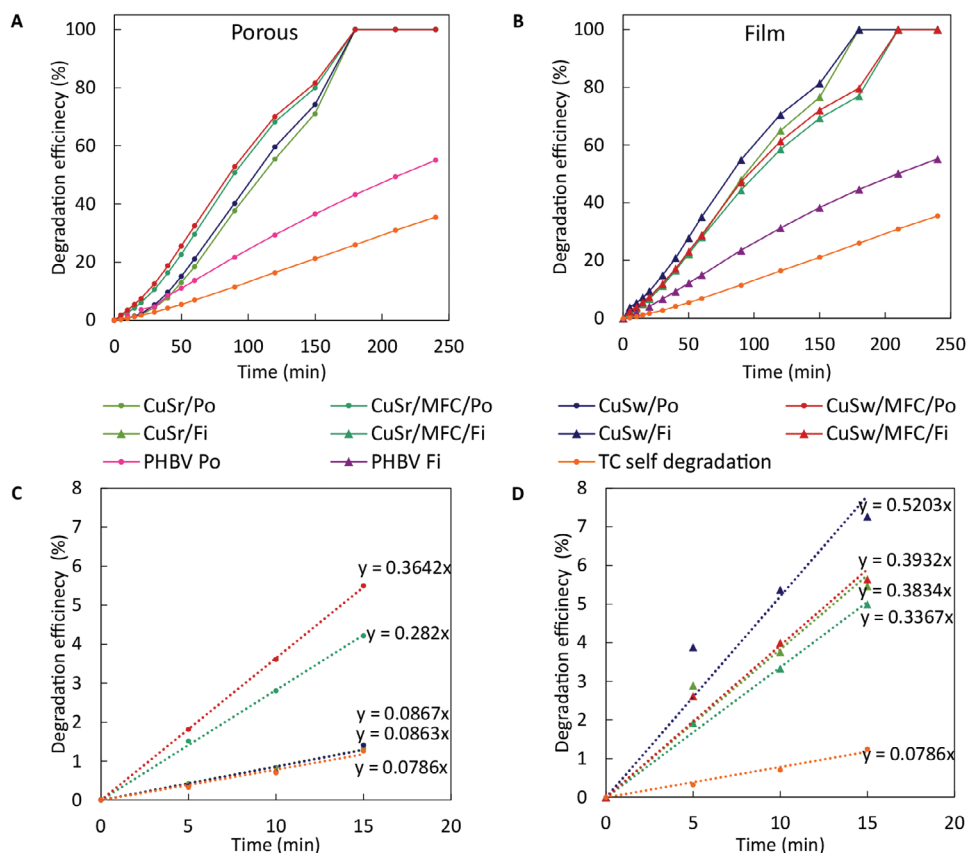 A
Porous
100
80
60
40
20
0
Degradation efficinecy (%)
0 50 100 150 200 250
Time (min)
B
Film
100
80
60
40
20
0
Degradation efficinecy (%)
0 50 100 150 200 250
Time (min)
CuSr/Po CuSr/MFC/Po CuSw/Po CuSw/MFC/Po
CuSr/Fi CuSr/MFC/Fi CuSw/Fi CuSw/MFC/Fi
PHBV Po PHBV Fi TC self degradation
C
8
7
6
5
4
3
2
1
0
Degradation efficinecy (%)
y = 0.3642x
y = 0.282x
y = 0.0867x
y = 0.0863x
y = 0.0786x
0 5 10 15 20
Time (min)
D
8
7
6
5
4
3
2
1
0
Degradation efficinecy (%)
y = 0.5203x
y = 0.3932x
y = 0.3834x
y = 0.3367x
y = 0.0786x
0 5 10 15 20
Time (min)